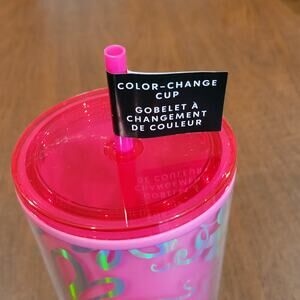 COLOR-CHANGE
CUP
GOBELET À
CHANGEMENT
DE COULEUR